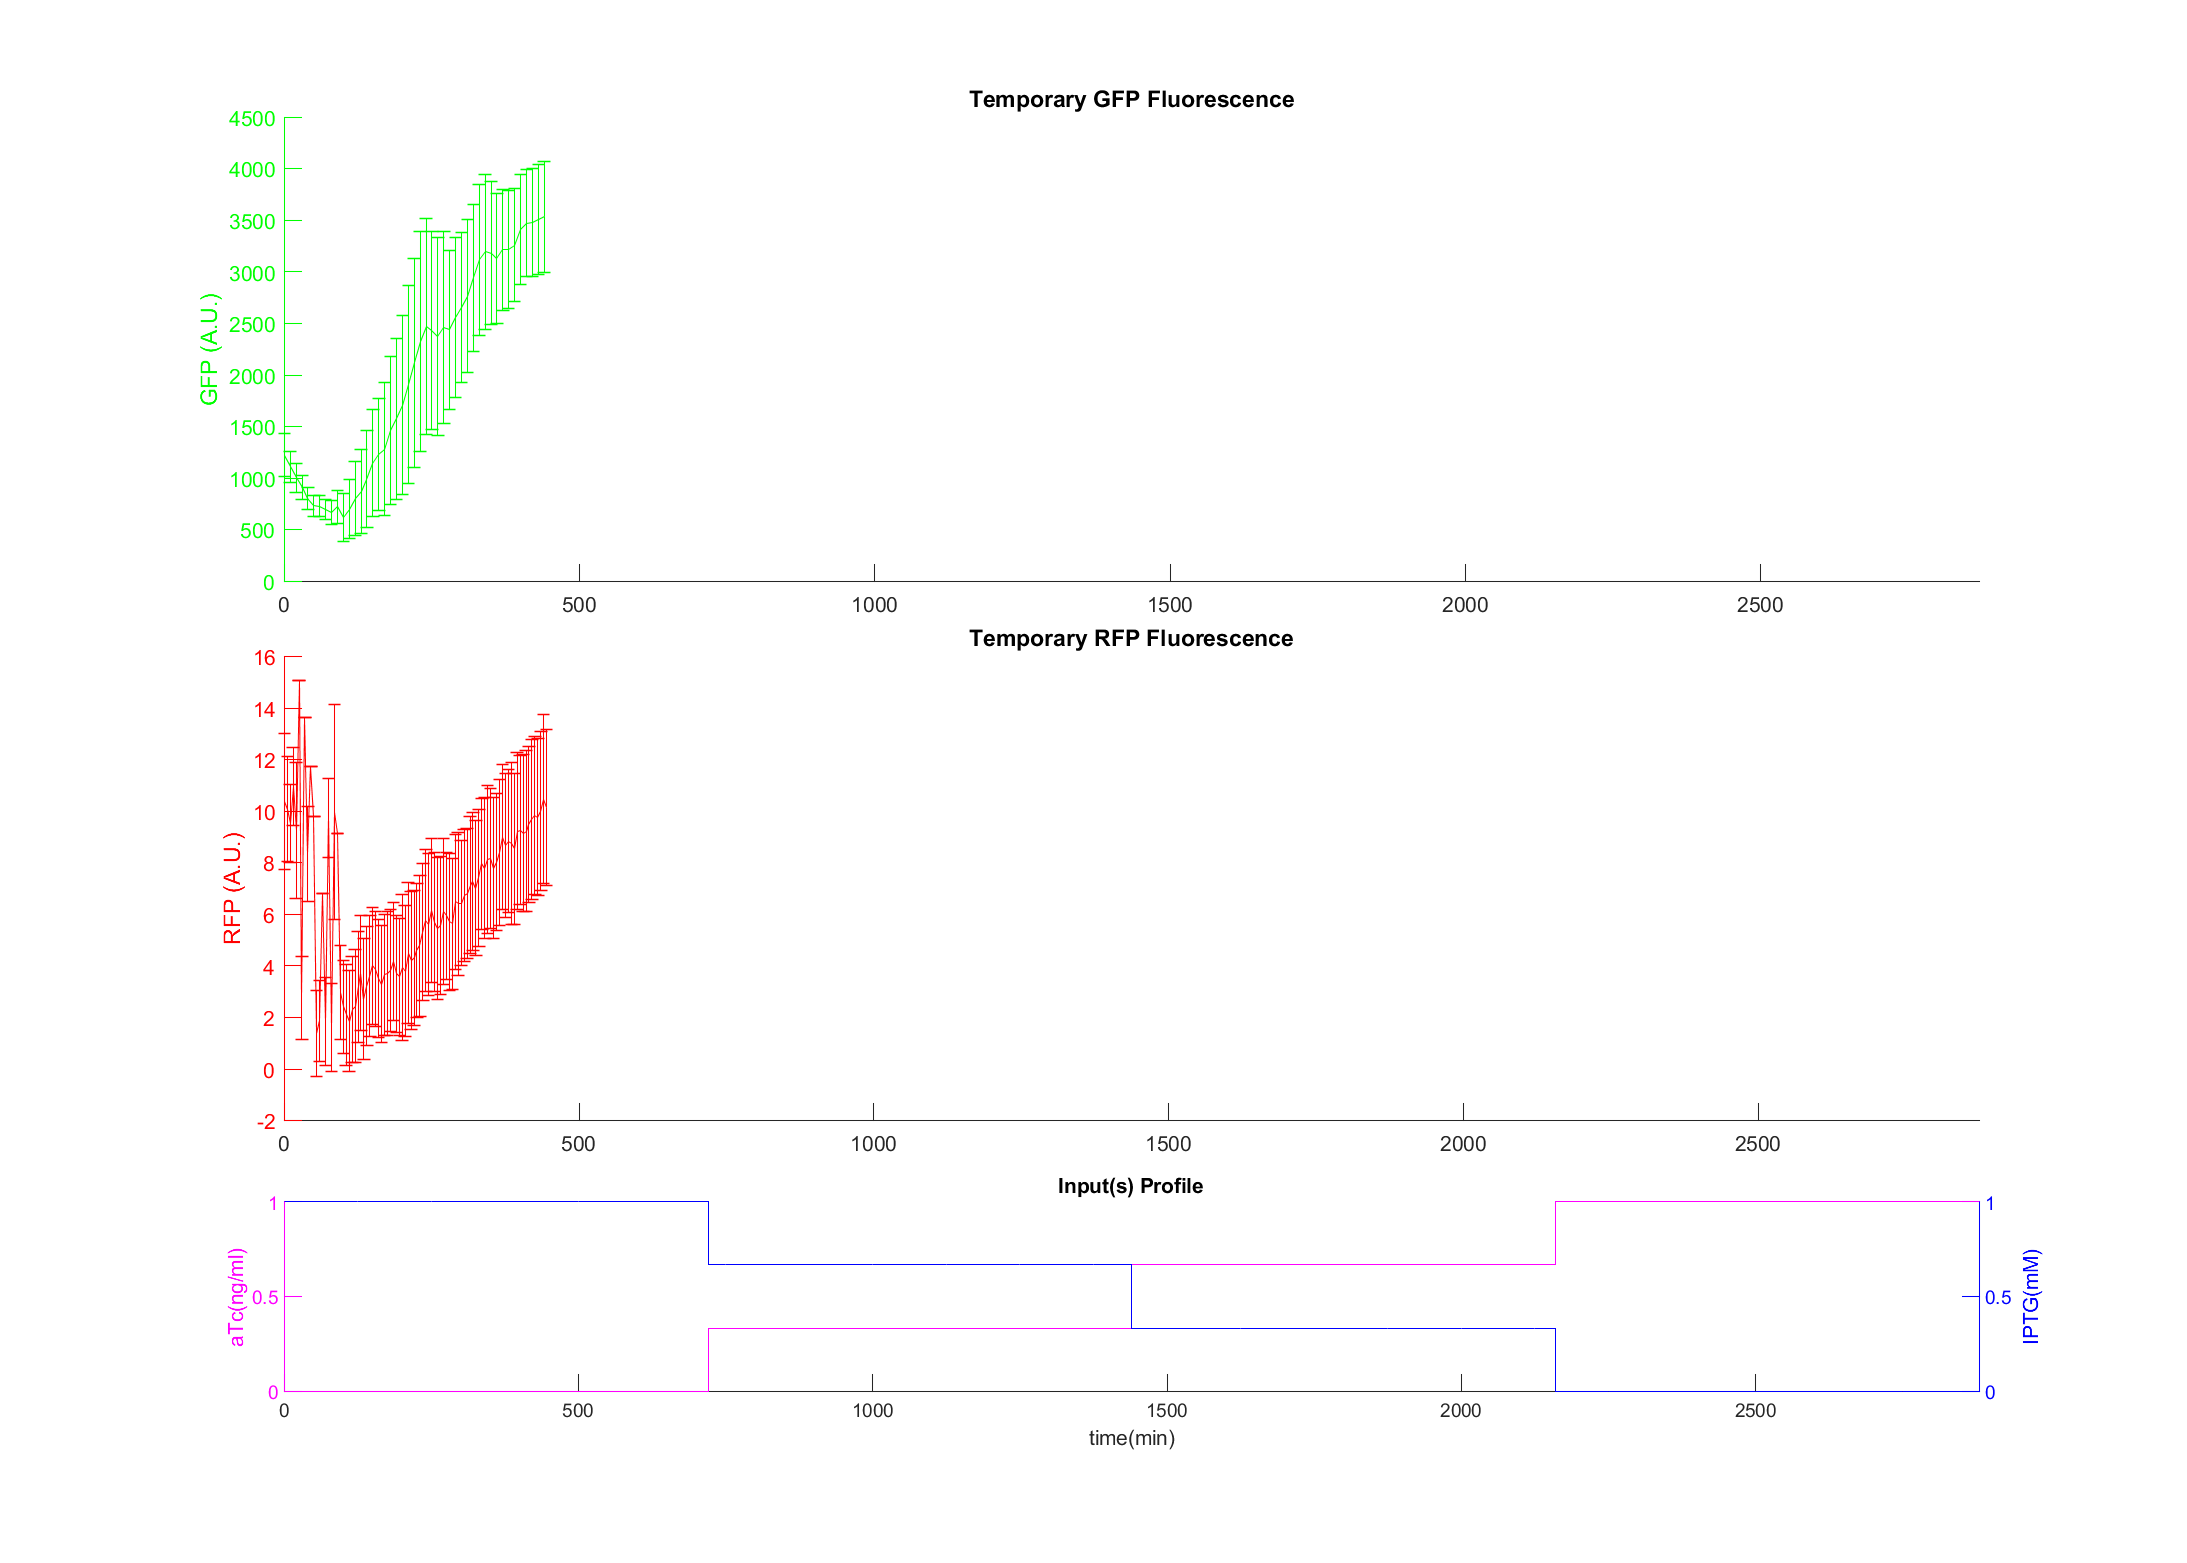 Temporary GFP Fluorescence
4500
4000
3500
3000
2500
2000
1500
1000
500
0
GFP (A.U.)
0 500 1000 1500 2000 2500
Temporary RFP Fluorescence
16
14
12
10
8
6
4
2
0
-2
RFP (A.U.)
0 500 1000 1500 2000 2500
Input(s) Profile
1
0.5
0
aTc(ng/ml)
1
0.5
0
IPTG(mM)
0 500 1000 1500 2000 2500
time(min)